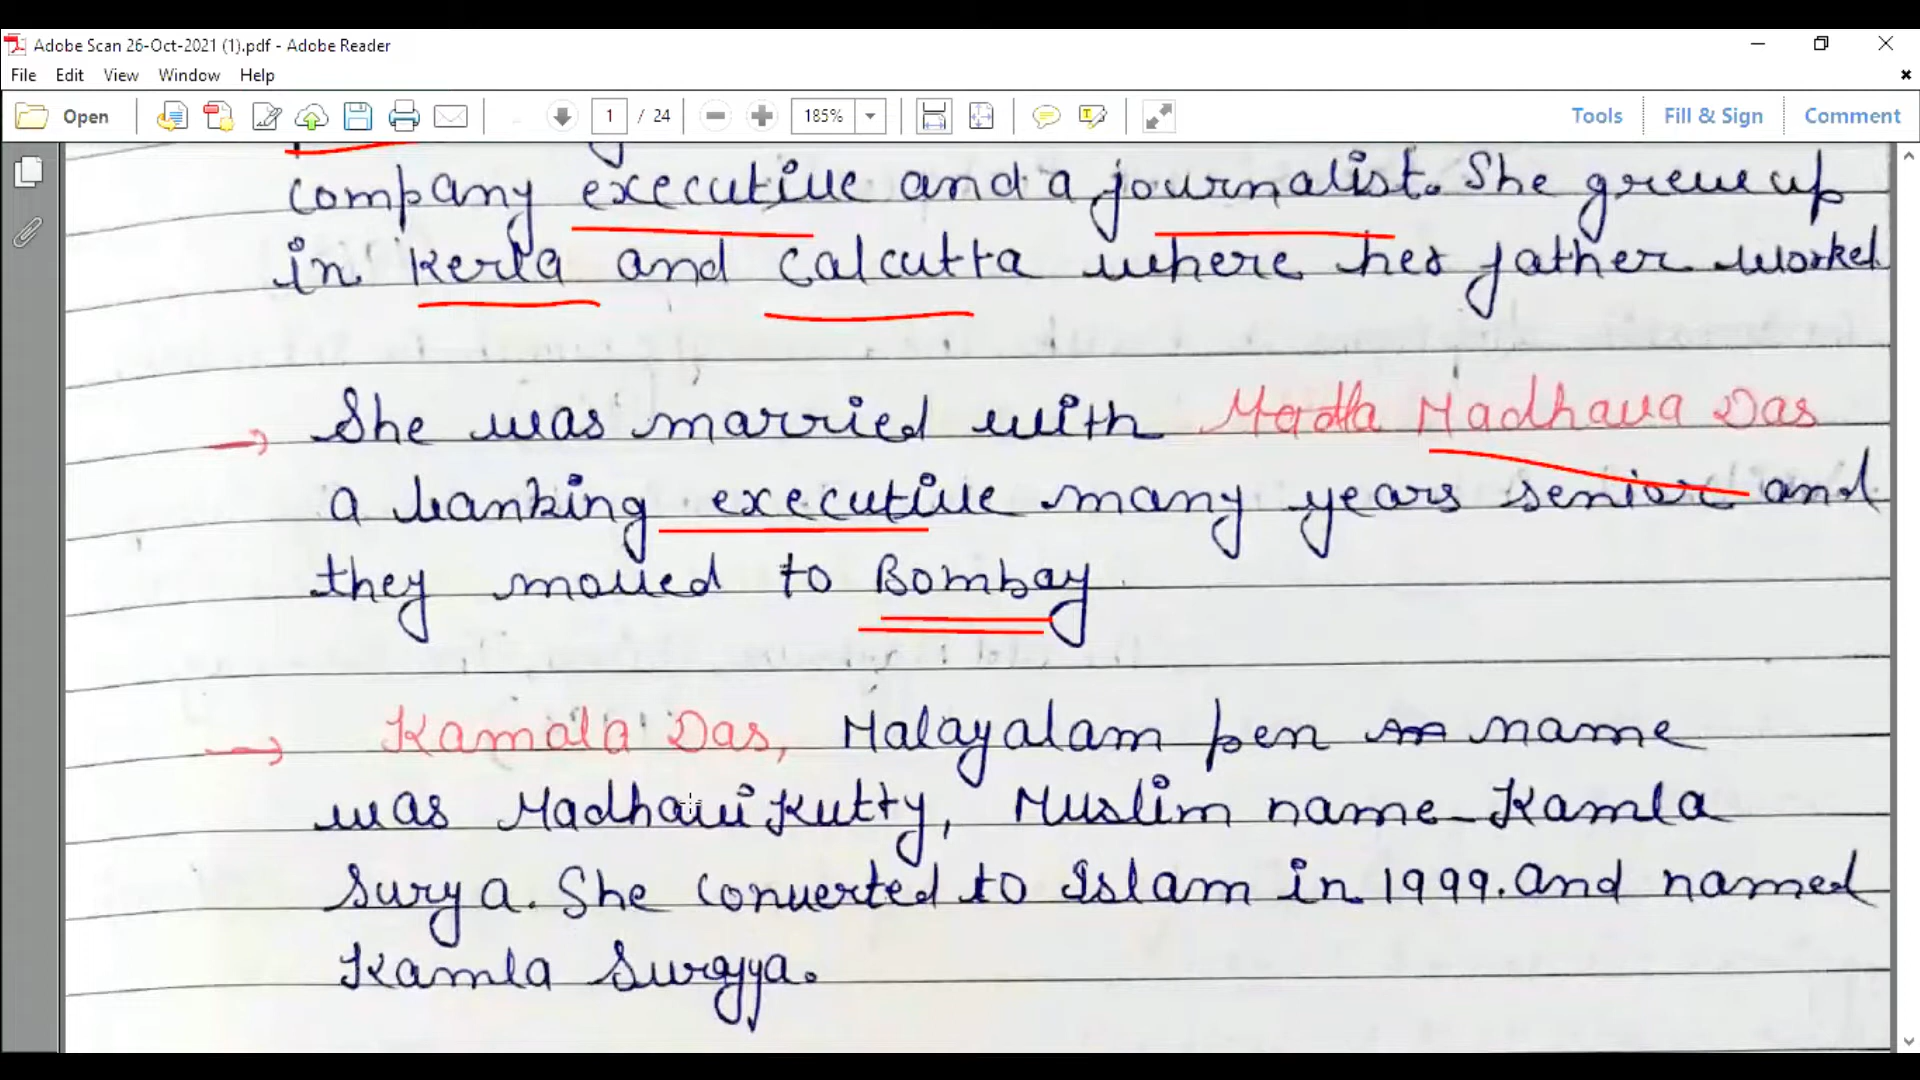 Adobe Scan 26-Oct-2021 (1).pdf - Adobe Reader
File Edit View Window Help
Open 1 / 24 185% Tools Fill & Sign Comment
company executive and a journalist. She grew up
in Kerla and Calcutta where her father worked
She was married with Madla Madhava Das
a banking executive many years senior and
they moved to Bombay
Kamala Das, Malayalam pen name
was Madhavi Kutty, Muslim name - Kamla
Surya. She converted to Islam in 1999. and named
Kamla Surayya.